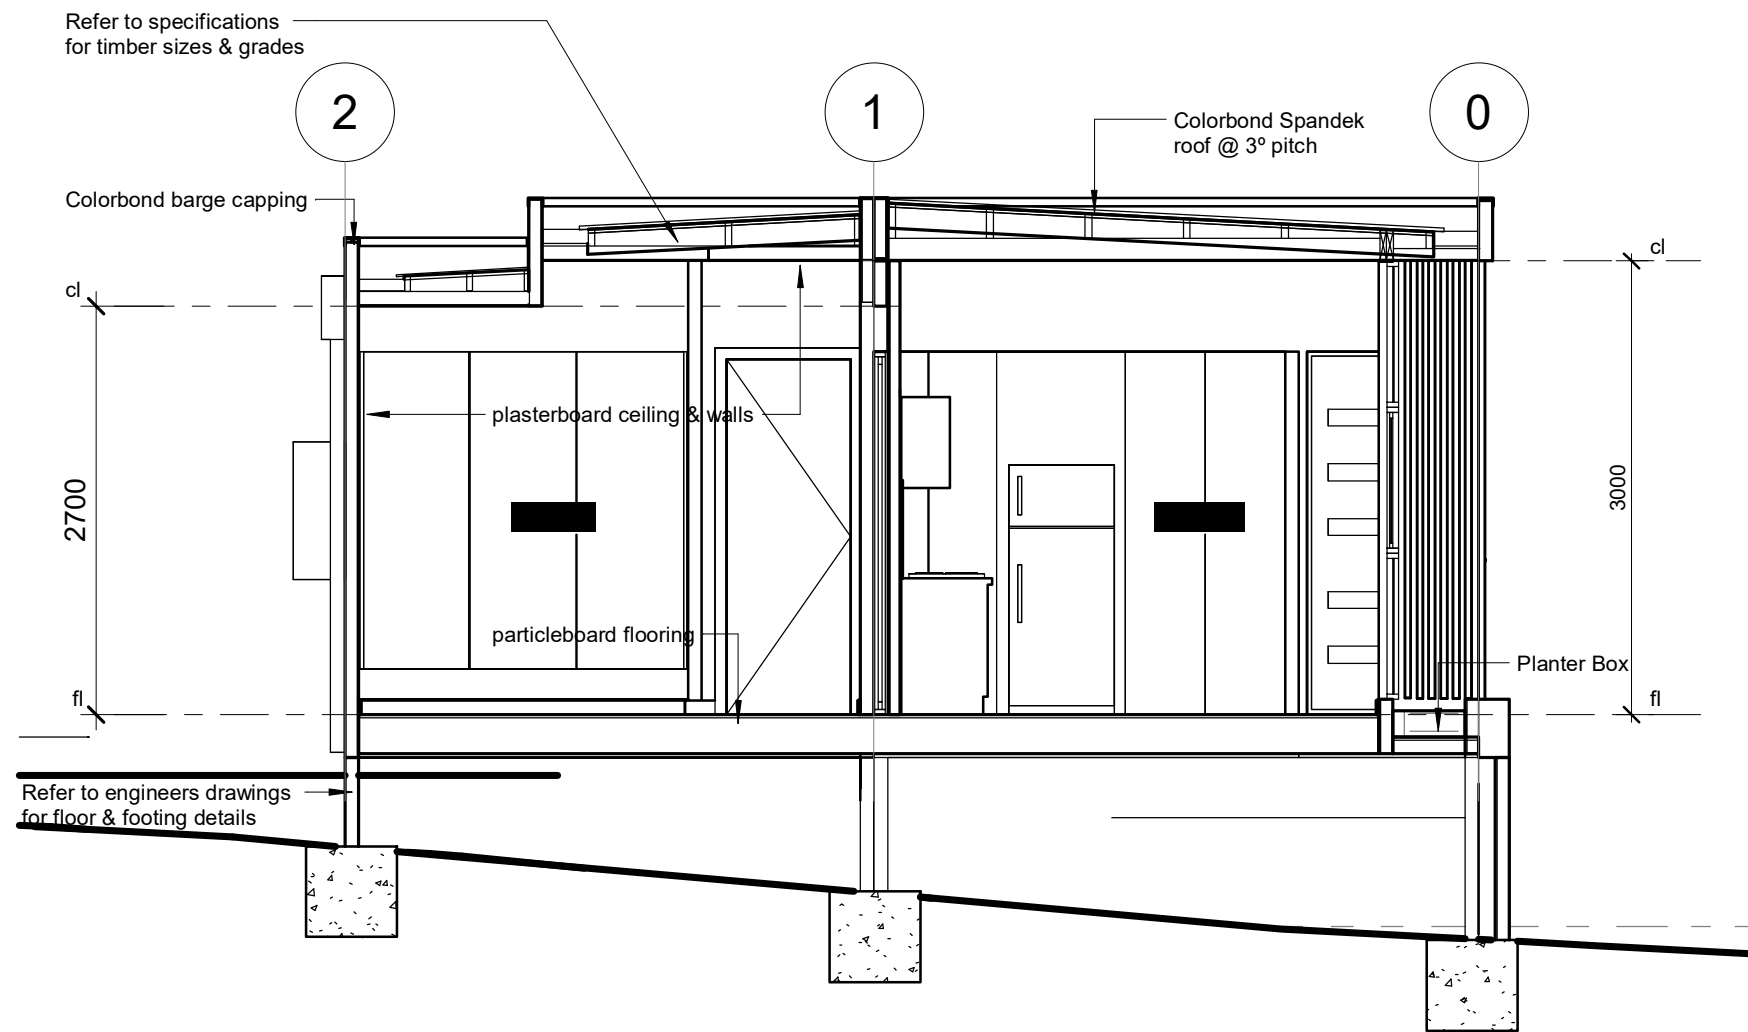 Refer to specifications
for timber sizes & grades
2
1
0
Colorbond Spandek
roof @ 3º pitch
Colorbond barge capping
cl
cl
plasterboard ceiling & walls
2700
3000
particleboard flooring
Planter Box
fl
fl
Refer to engineers drawings
for floor & footing details